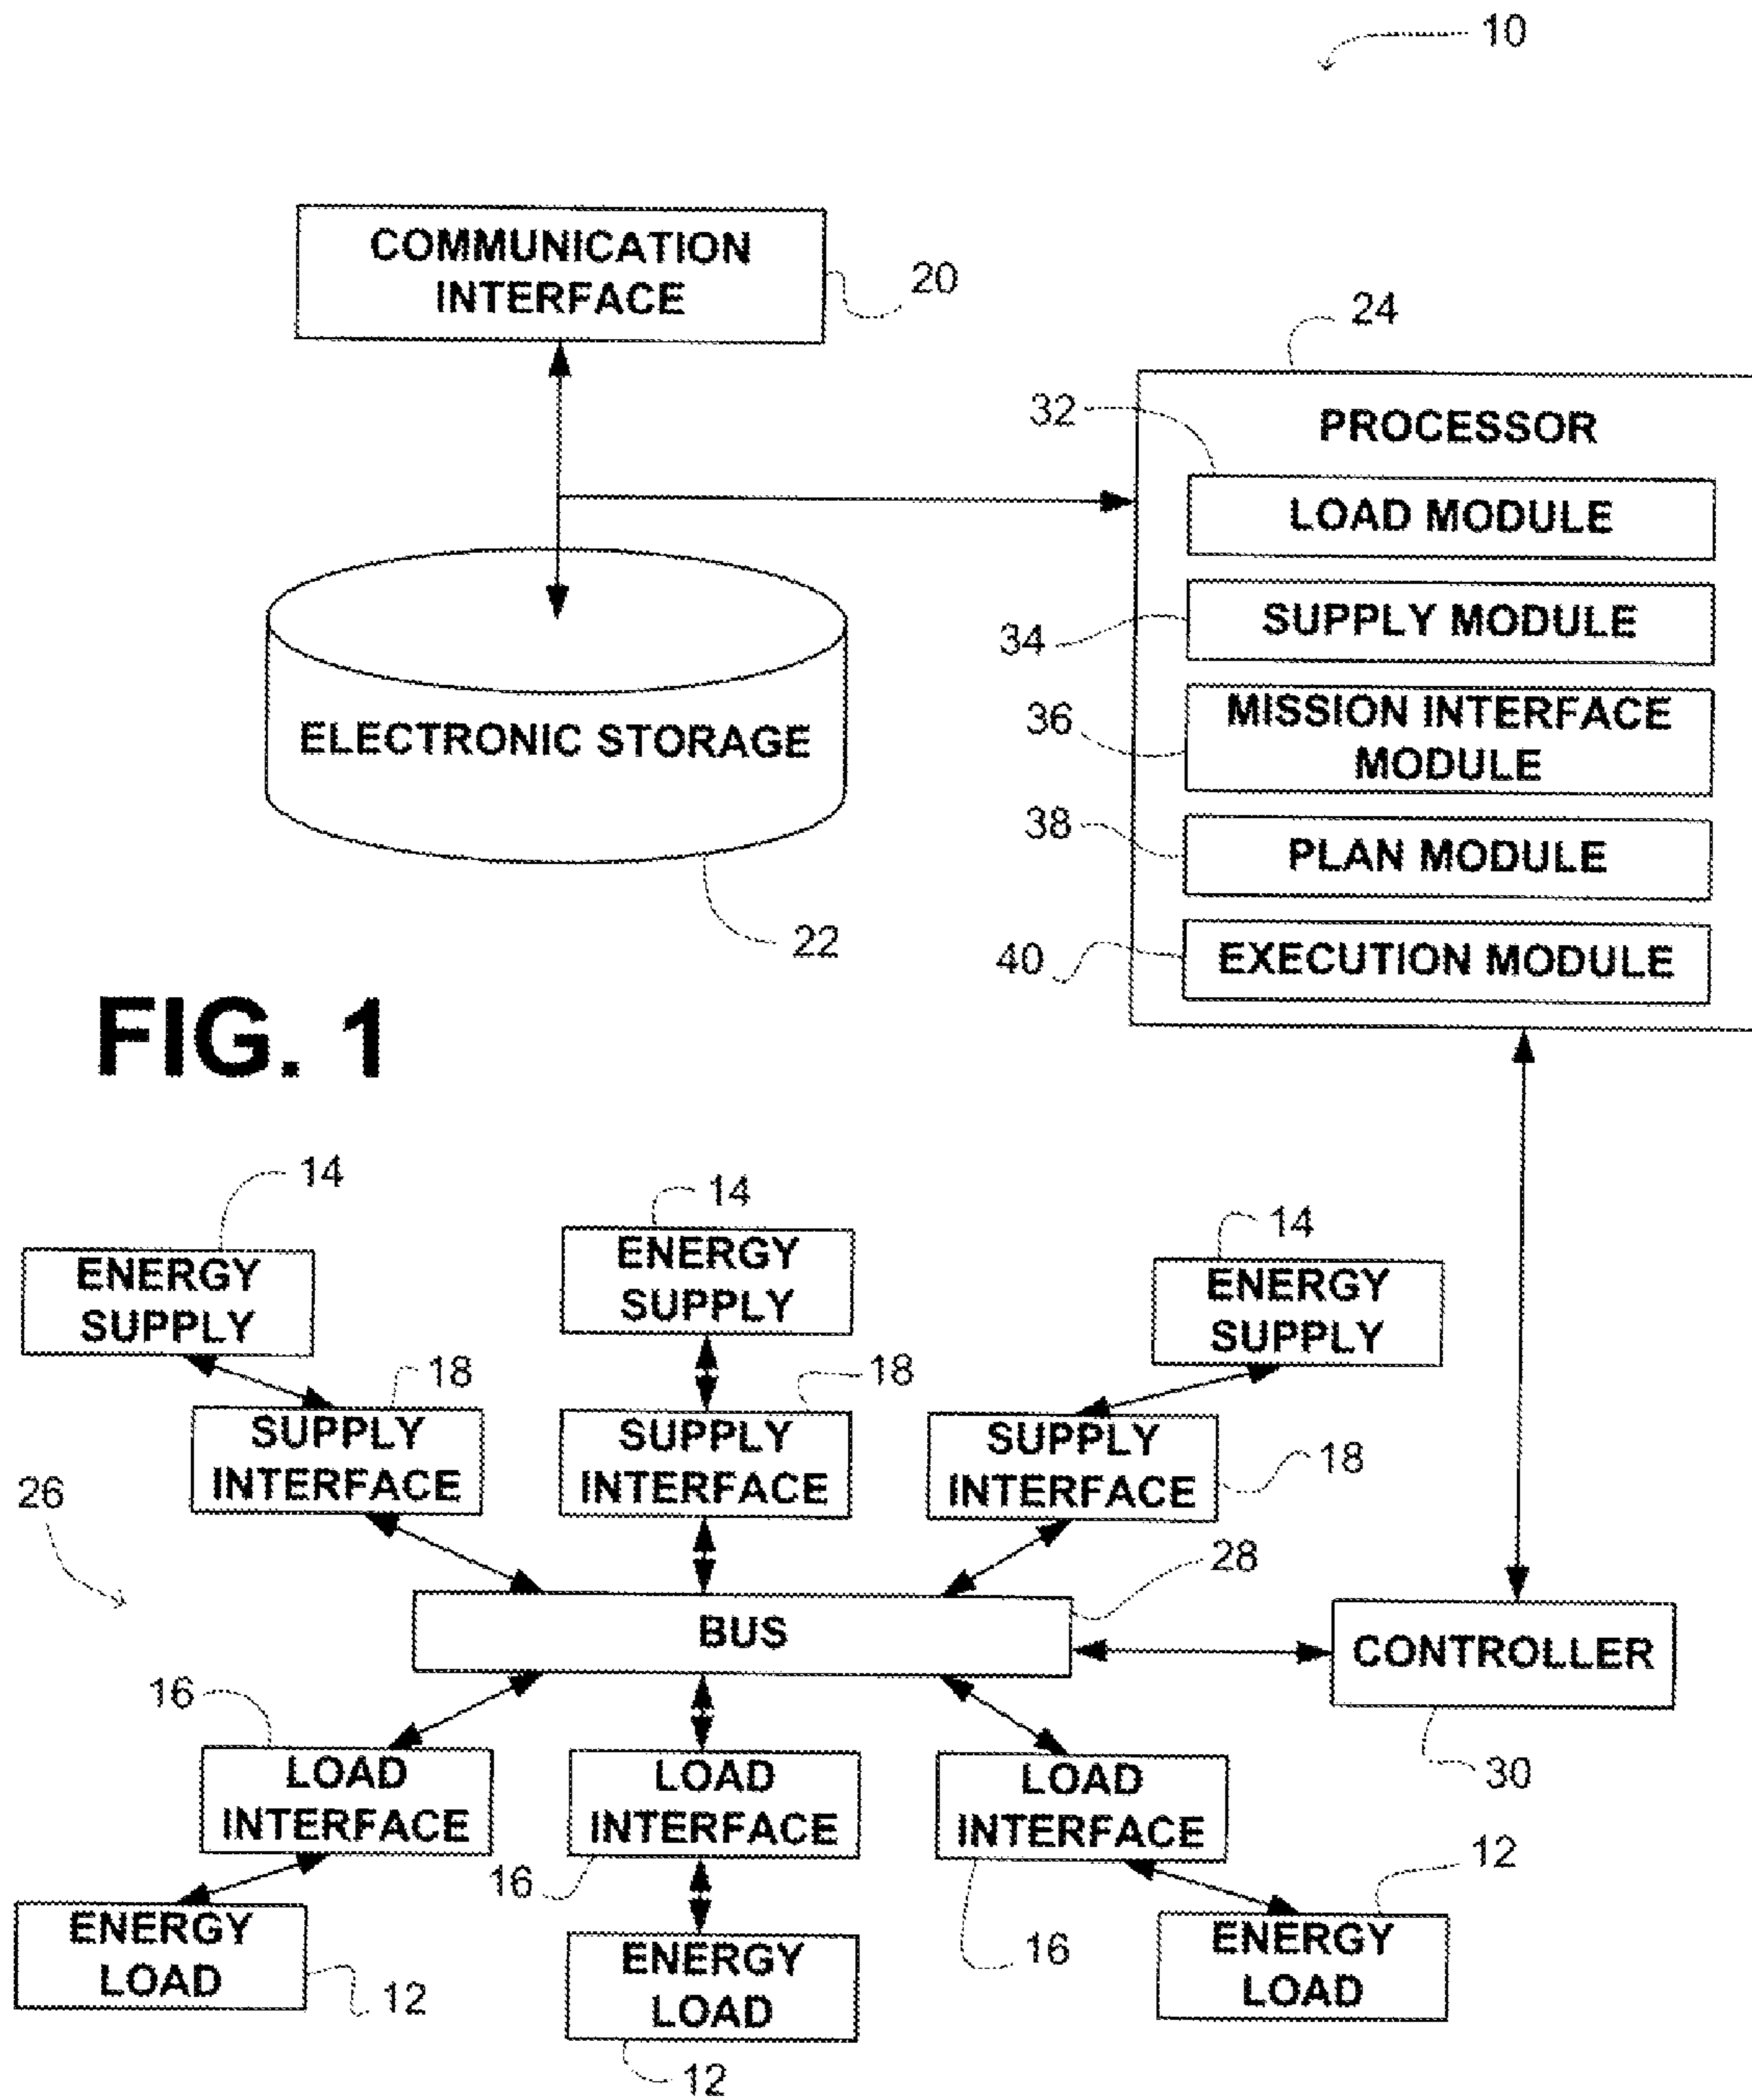 10
COMMUNICATION
INTERFACE
20
24
PROCESSOR
32
LOAD MODULE
34
SUPPLY MODULE
36
MISSION INTERFACE
MODULE
38
PLAN MODULE
40
EXECUTION MODULE
ELECTRONIC STORAGE
22
FIG. 1
14
ENERGY
SUPPLY
14
ENERGY
SUPPLY
14
ENERGY
SUPPLY
18
SUPPLY
INTERFACE
18
SUPPLY
INTERFACE
SUPPLY
INTERFACE
18
26
28
BUS
CONTROLLER
30
16
LOAD
INTERFACE
LOAD
INTERFACE
16
LOAD
INTERFACE
16
ENERGY
LOAD
12
ENERGY
LOAD
12
12
ENERGY
LOAD